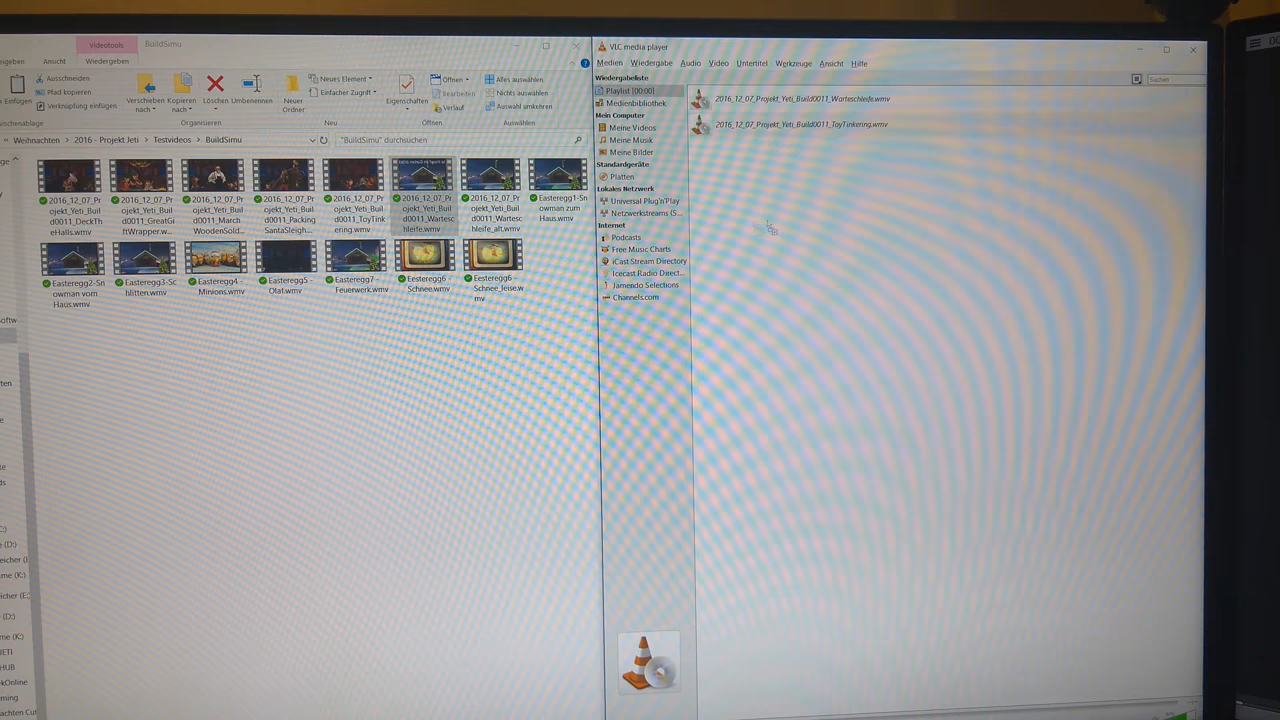 Videotools
BuildSimu
Ansicht
Wiedergeben
Einfügen
Ausschneiden
Pfad kopieren
Verknüpfung einfügen
Verschieben nach
Kopieren nach
Löschen
Umbenennen
Neuer Ordner
Neues Element
Einfacher Zugriff
Eigenschaften
Öffnen
Bearbeiten
Verlauf
Alles auswählen
Nichts auswählen
Auswahl umkehren
Organisieren
Neu
Öffnen
Auswählen
Weihnachten > 2016 - Projekt Jeti > Testvideos > BuildSimu
"BuildSimu" durchsuchen
2016_12_07_Projekt_Yeti_Build0011_DeckTheHalls.wmv
2016_12_07_Projekt_Yeti_Build0011_GreatGiftWrapper.w...
2016_12_07_Projekt_Yeti_Build0011_MarchWoodenSold...
2016_12_07_Projekt_Yeti_Build0011_PackingSantaSleigh...
2016_12_07_Projekt_Yeti_Build0011_ToyTinkering.wmv
2016_12_07_Projekt_Yeti_Build0011_Warteschleife.wmv
2016_12_07_Projekt_Yeti_Build0011_Warteschleife_alt.wmv
Easteregg1-Snowman zum Haus.wmv
Easteregg2-Snowman vom Haus.wmv
Easteregg3-Schlitten.wmv
Easteregg4 - Minions.wmv
Easteregg5 - Olaf.wmv
Easteregg7 - Feuerwerk.wmv
Eesteregg6 - Schnee.wmv
Eesteregg6 - Schnee_leise.wmv
(D:)
(K:)
(D:)
(K:)
VLC media player
Medien Wiedergabe Audio Video Untertitel Werkzeuge Ansicht Hilfe
Wiedergabeliste
Playlist [00:00]
Medienbibliothek
Mein Computer
Meine Videos
Meine Musik
Meine Bilder
Standardgeräte
Platten
Lokales Netzwerk
Universal Plug'n'Play
Netzwerkstreams (S...
Internet
Podcasts
Free Music Charts
iCast Stream Directory
Icecast Radio Direct...
Jamendo Selections
Channels.com
Suchen
2016_12_07_Projekt_Yeti_Build0011_Warteschleife.wmv
2016_12_07_Projekt_Yeti_Build0011_ToyTinkering.wmv